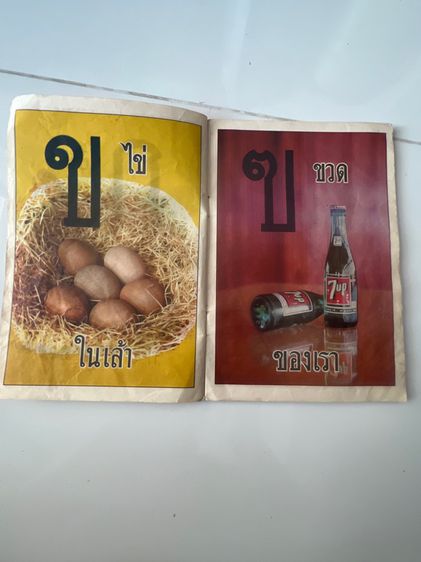 ข ไข่
ในเล้า
ฃ ขวด
ของเรา
7up
7up